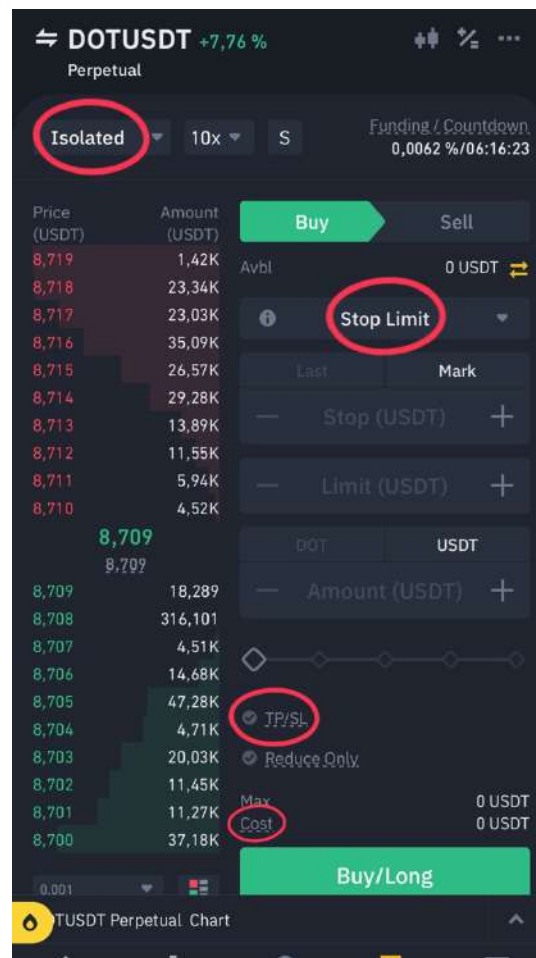 DOTUSDT +7,76 %
Perpetual
Isolated 10x S
Funding / Countdown
0,0062 %/06:16:23
Price (USDT) Amount (USDT)
8,719 1,42K
8,718 23,34K
8,717 23,03K
8,716 35,09K
8,715 26,57K
8,714 29,28K
8,713 13,89K
8,712 11,55K
8,711 5,94K
8,710 4,52K
8,709
8,709
8,709 18,289
8,708 316,101
8,707 4,51K
8,706 14,68K
8,705 47,28K
8,704 4,71K
8,703 20,03K
8,702 11,45K
8,701 11,27K
8,700 37,18K
0.001
Buy Sell
Avbl 0 USDT
Stop Limit
Last Mark
Stop (USDT)
Limit (USDT)
DOT USDT
Amount (USDT)
TP/SL
Reduce Only
Max 0 USDT
Cost 0 USDT
Buy/Long
TUSDT Perpetual Chart